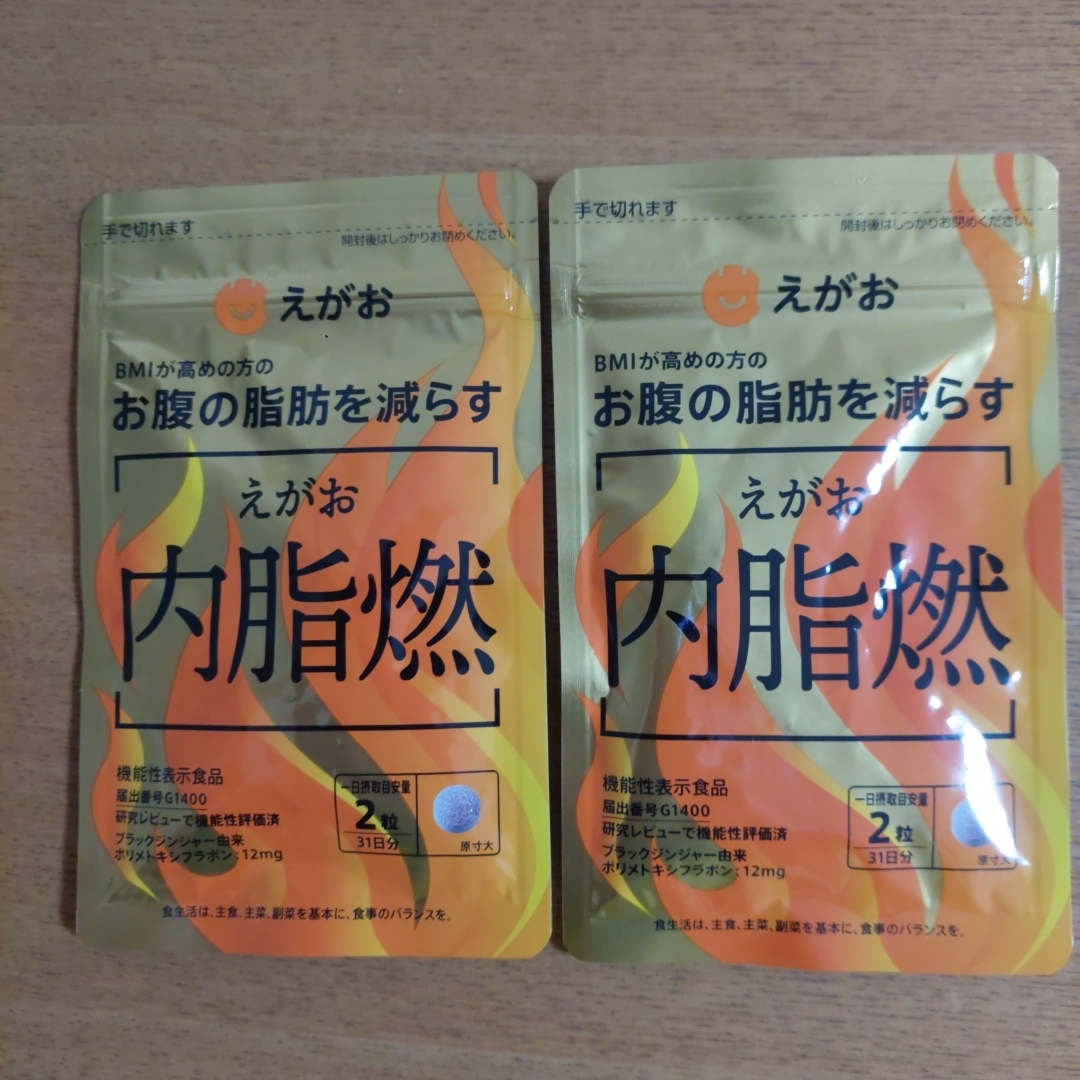 手で切れます
開封後はしっかりお閉めください。
えがお
BMIが高めの方の
お腹の脂肪を減らす
えがお
内脂燃
機能性表示食品
届出番号G1400
研究レビューで機能性評価済
ブラックジンジャー由来
ポリメトキシフラボン:12mg
一日摂取目安量
2粒
31日分
原寸大
食生活は、主食、主菜、副菜を基本に、食事のバランスを。
手で切れます
開封後はしっかりお閉めください。
えがお
BMIが高めの方の
お腹の脂肪を減らす
えがお
内脂燃
機能性表示食品
届出番号G1400
研究レビューで機能性評価済
ブラックジンジャー由来
ポリメトキシフラボン:12mg
一日摂取目安量
2粒
31日分
原寸大
食生活は、主食、主菜、副菜を基本に、食事のバランスを。